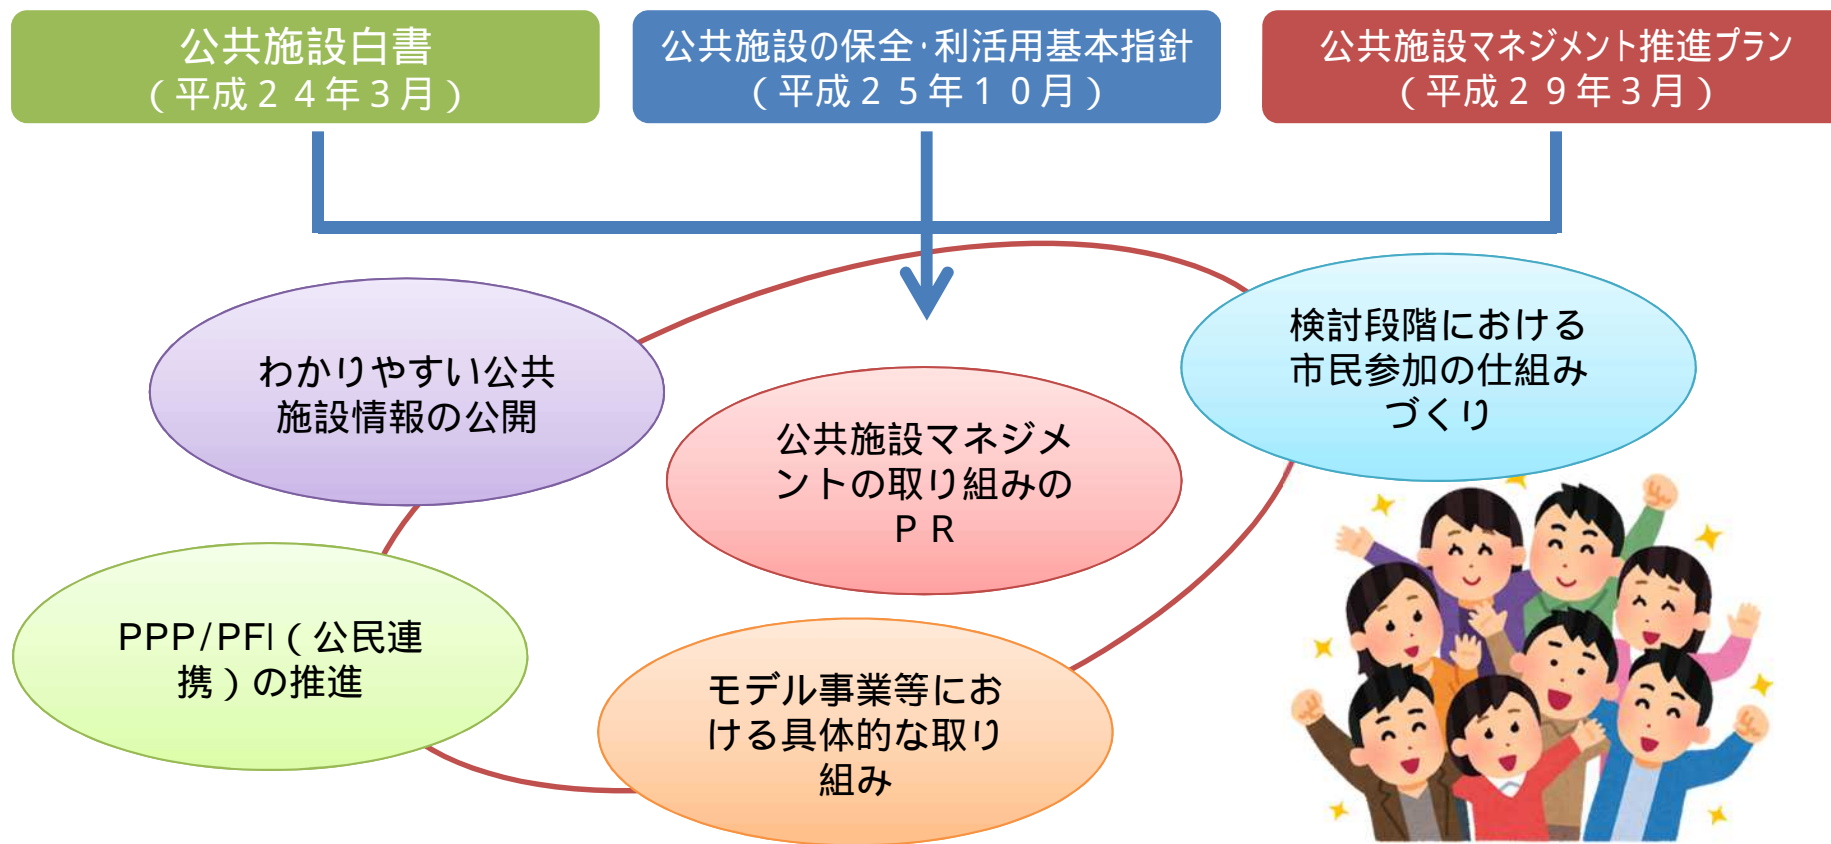 公共施設白書
（平成２４年３月）
公共施設の保全・利活用基本指針
（平成２５年１０月）
公共施設マネジメント推進プラン
（平成２９年３月）
わかりやすい公共
施設情報の公開
検討段階における
市民参加の仕組み
づくり
公共施設マネジメ
ントの取り組みの
ＰＲ
PPP/PFI（公民連
携）の推進
モデル事業等にお
ける具体的な取り
組み